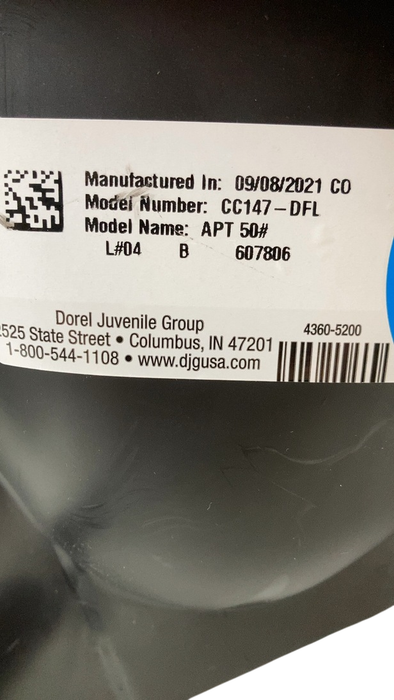 Manufactured In: 09/08/2021 CO
Model Number: CC147-DFL
Model Name: APT 50#
L#04 B 607806
Dorel Juvenile Group
4360-5200
2525 State Street • Columbus, IN 47201
1-800-544-1108 • www.djgusa.com